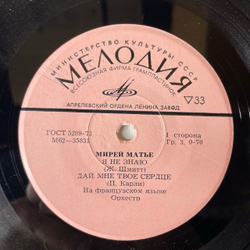 МИНИСТЕРСТВО КУЛЬТУРЫ СССР
МЕЛОДИЯ
ВСЕСОЮЗНАЯ ФИРМА ГРАМПЛАСТИНОК
АПРЕЛЕВСКИЙ ОРДЕНА ЛЕНИНА ЗАВОД
▽33
ГОСТ 5289-73
М62—35831
1 сторона
Гр. 3. 0-70
МИРЕЙ МАТЬЕ
Я НЕ ЗНАЮ
(Ж. Шмитт)
ДАЙ МНЕ ТВОЕ СЕРДЦЕ
(П. Карли)
На французском языке
Оркестр